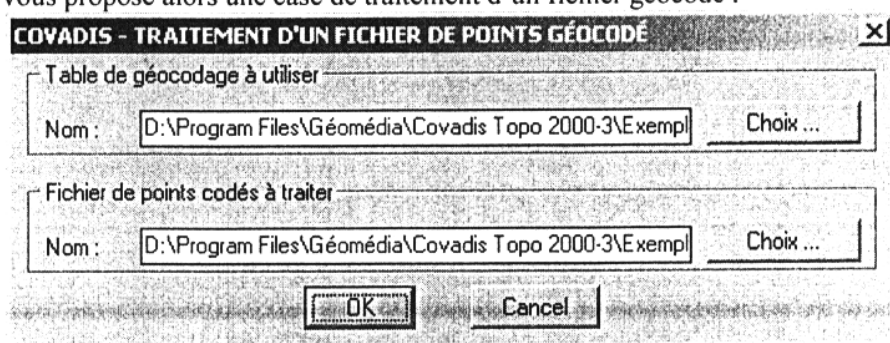 vous propose alors une case de traitement d'un fichier géocodé :
COVADIS - TRAITEMENT D'UN FICHIER DE POINTS GÉOCODÉ
Table de géocodage à utiliser
Nom : D:\Program Files\Géomédia\Covadis Topo 2000-3\Exempl Choix ...
Fichier de points codés à traiter
Nom : D:\Program Files\Géomédia\Covadis Topo 2000-3\Exempl Choix ...
OK Cancel